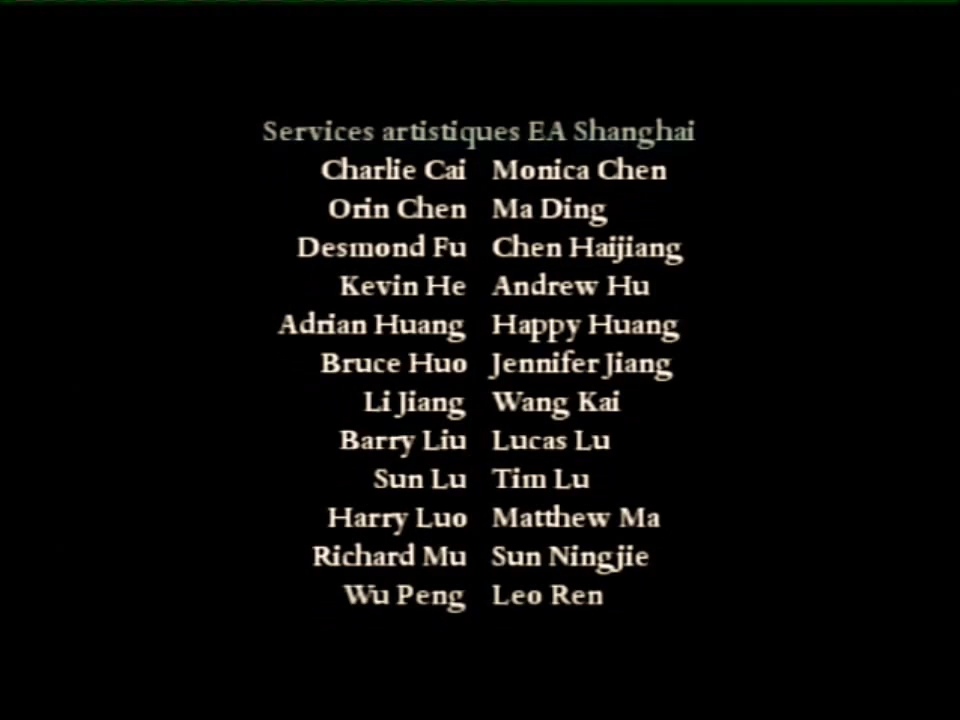 Services artistiques EA Shanghai
Charlie Cai Monica Chen
Orin Chen Ma Ding
Desmond Fu Chen Haijiang
Kevin He Andrew Hu
Adrian Huang Happy Huang
Bruce Huo Jennifer Jiang
Li Jiang Wang Kai
Barry Liu Lucas Lu
Sun Lu Tim Lu
Harry Luo Matthew Ma
Richard Mu Sun Ningjie
Wu Peng Leo Ren